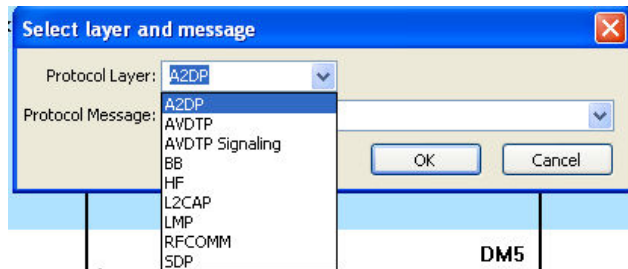 Select layer and message
Protocol Layer: A2DP
A2DP
Protocol Message:
AVDTP
AVDTP Signaling
BB
OK
Cancel
HF
L2CAP
LMP
RFCOMM
DM5
SDP